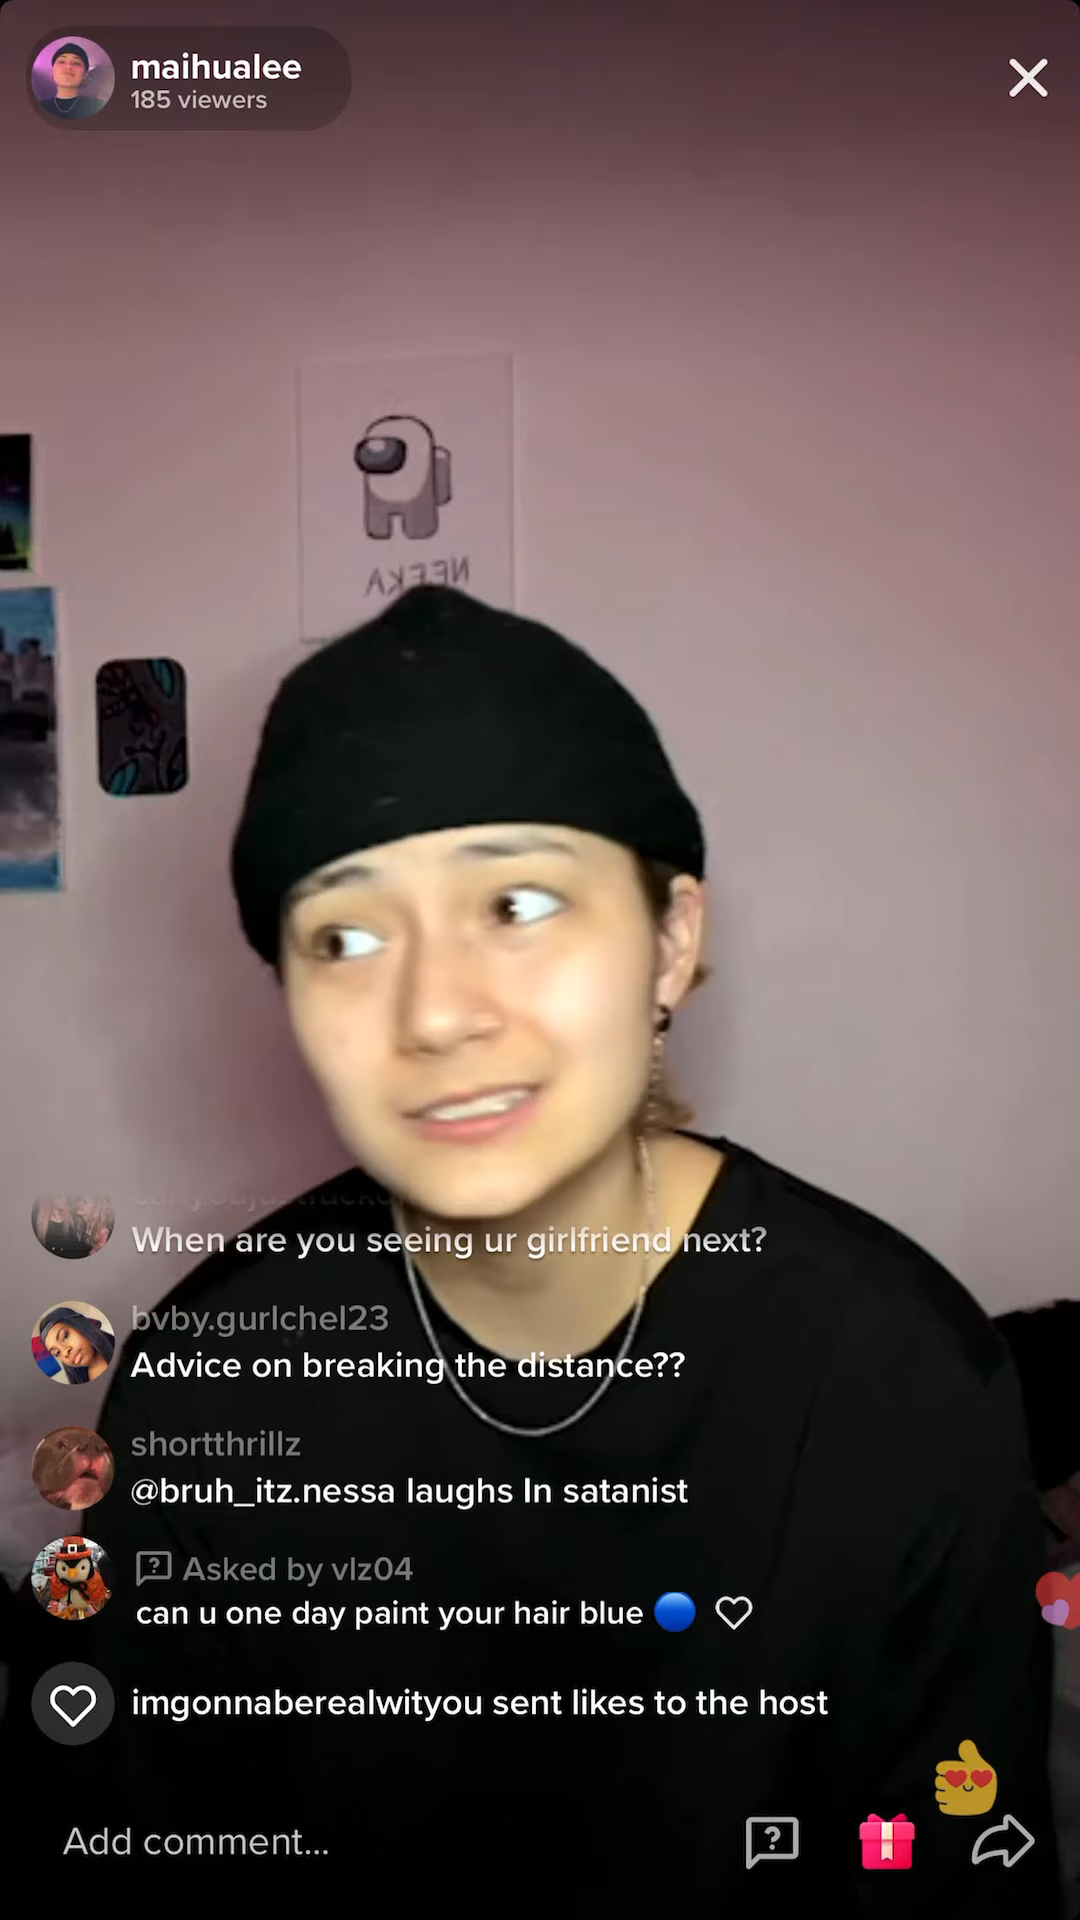 maihualee
185 viewers
NEEKA
When are you seeing ur girlfriend next?
bvby.gurlchel23
Advice on breaking the distance??
shortthrillz
@bruh_itz.nessa laughs In satanist
Asked by vlz04
can u one day paint your hair blue 🔵
imgonnaberealwityou sent likes to the host
Add comment...